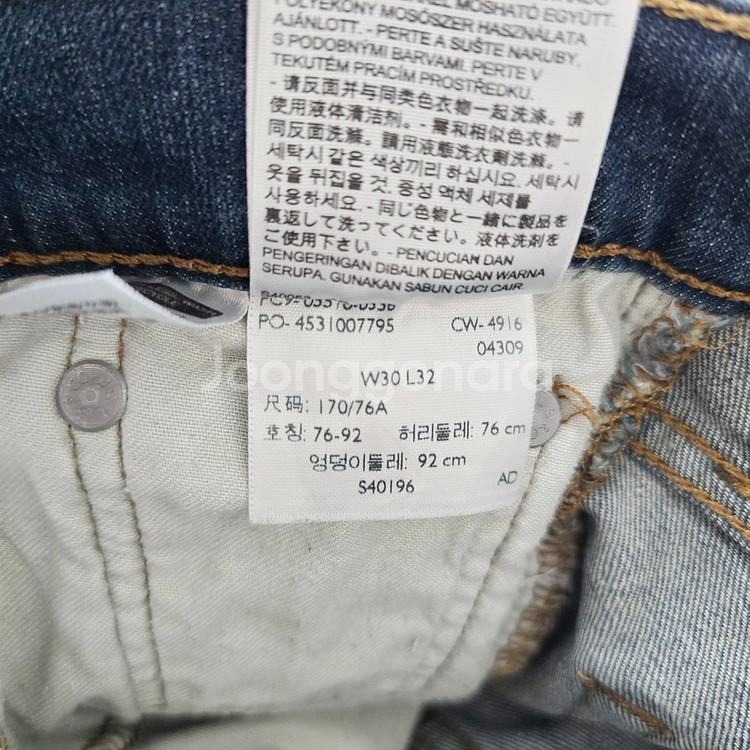 FOLYÉKONY MOSÓSZER HASZNÁLATA
AJÁNLOTT. - PERTE A SUŠTE NARUBY,
S PODOBNÝMI BARVAMI. PERTE V
TEKUTÉM PRACÍM PROSTŘEDKU.
- 请反面并与同类色衣物一起洗涤。请
使用液体清洁剂。- 需和相似色衣物一
同反面洗滌。請用液態洗衣劑洗滌。-
세탁시 같은 색상끼리 하십시요. 세탁시
옷을 뒤집을 것. 중성 액체 세제를
사용하세요. - 同じ色物と一緒に製品を
裏返して洗ってください。液体洗剤を
ご使用下さい。- PENCUCIAN DAN
PENGERINGAN DIBALIK DENGAN WARNA
SERUPA. GUNAKAN SABUN CUCI CAIR.
PO- 4531007795 CW- 4916
04309
W30 L32
尺码: 170/76A
호칭: 76-92 허리둘레: 76 cm
엉덩이둘레: 92 cm
S40196 AD
Joonggonara